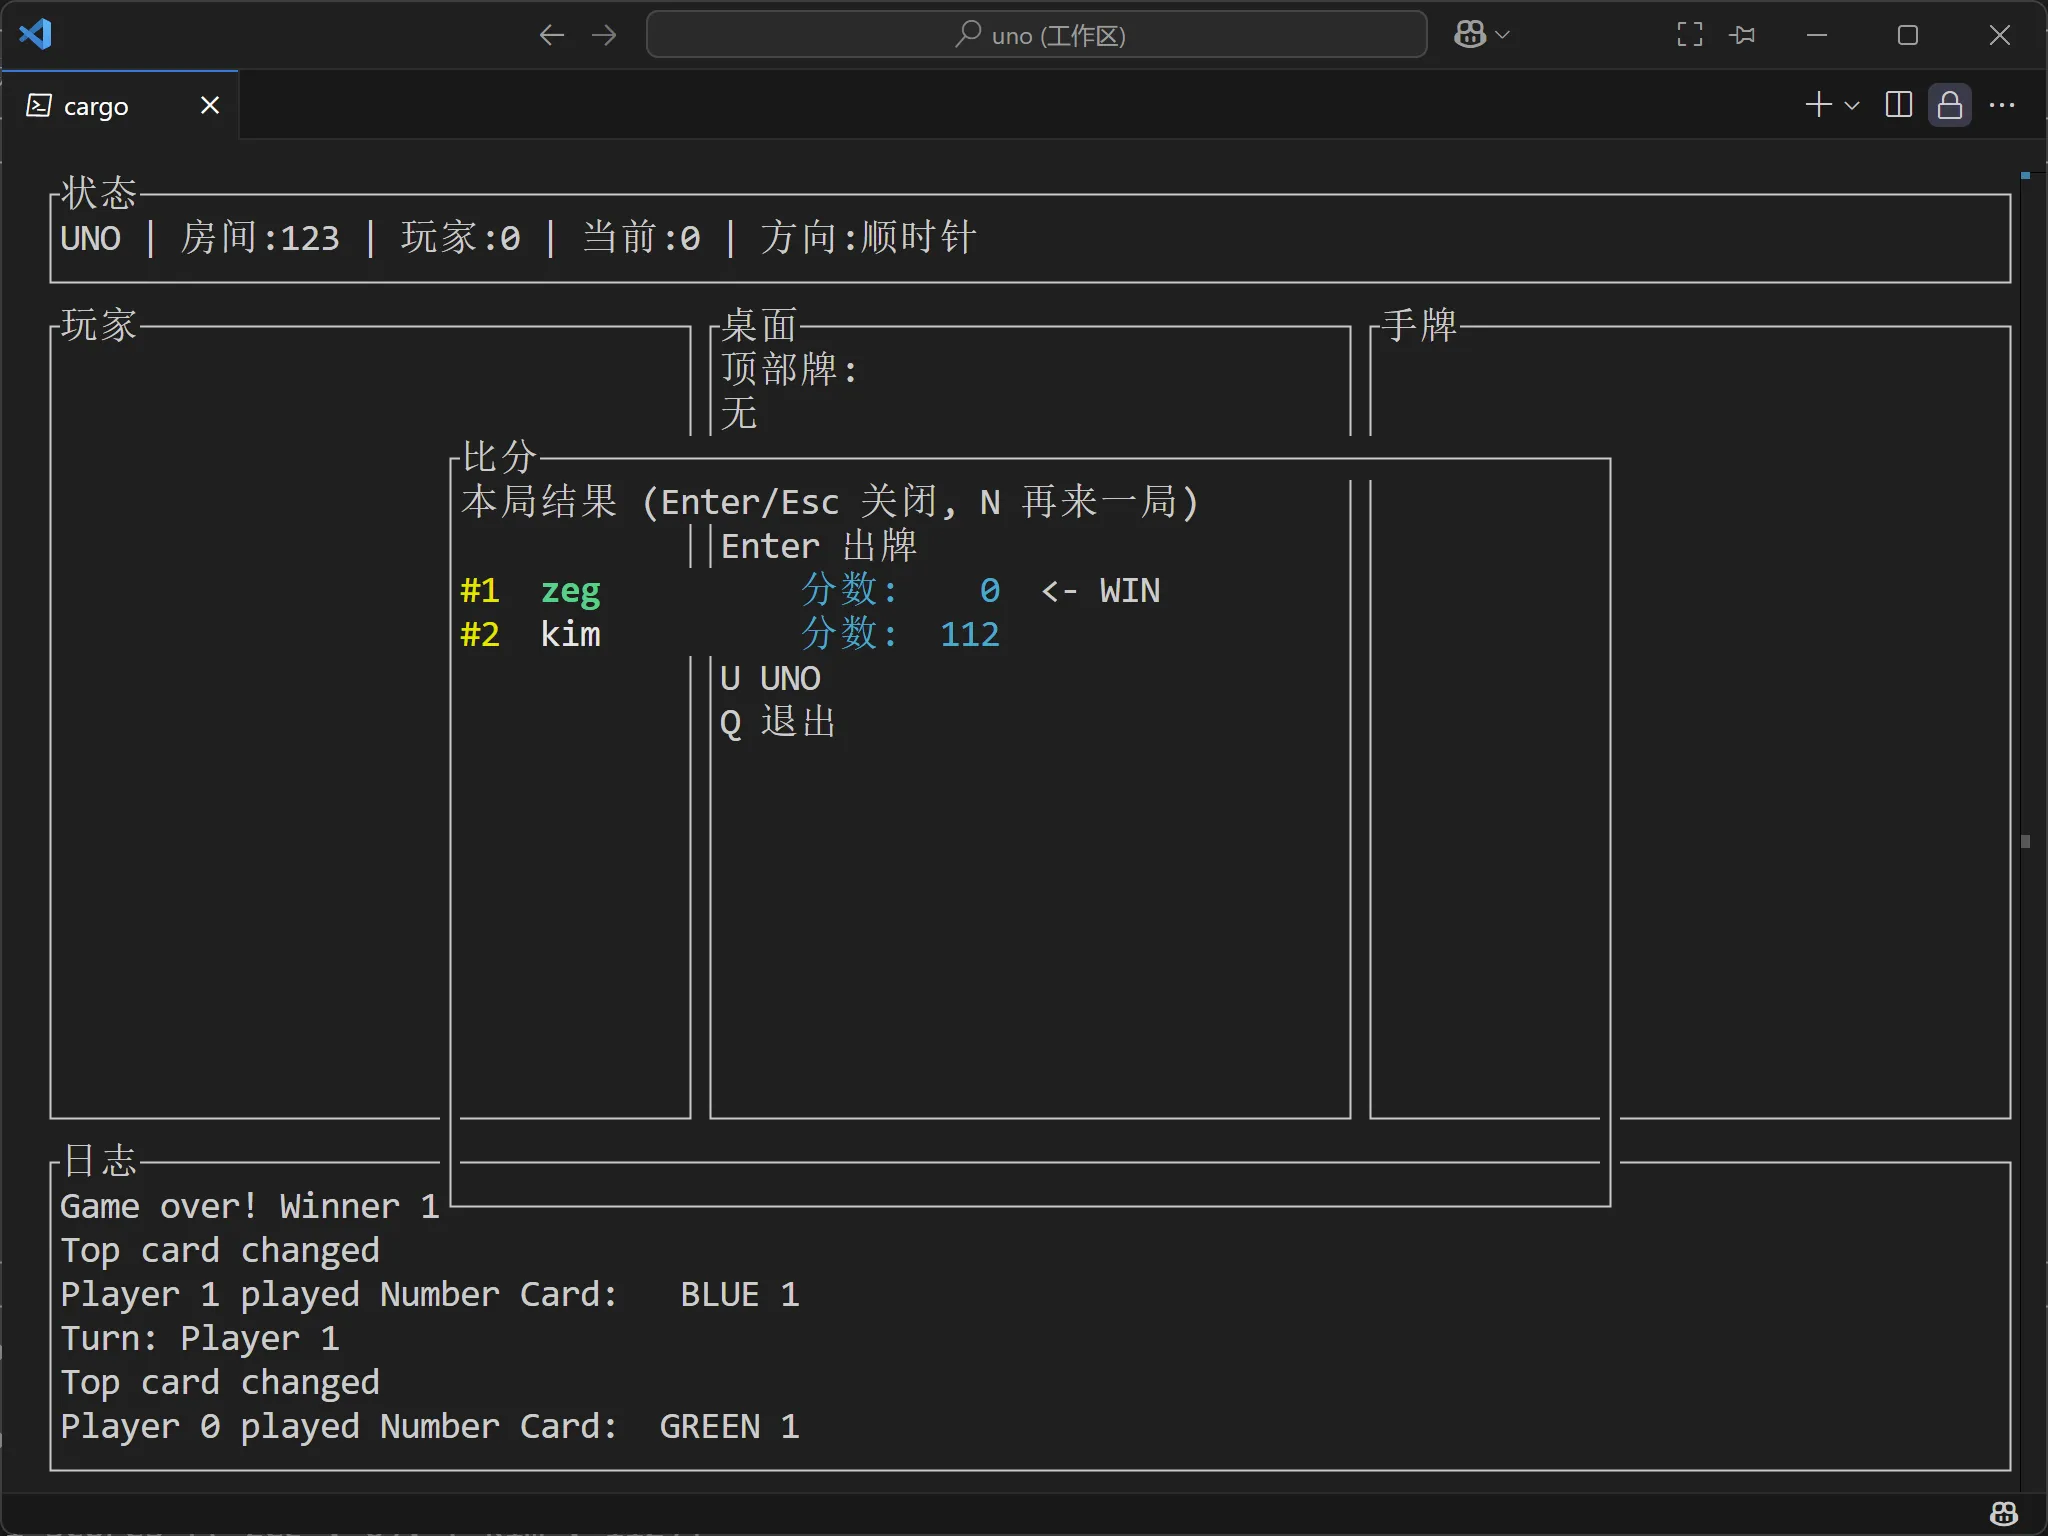 uno (工作区)
cargo
状态
UNO | 房间:123 | 玩家:0 | 当前:0 | 方向:顺时针
玩家
桌面
手牌
顶部牌:
无
比分
本局结果 (Enter/Esc 关闭, N 再来一局)
Enter 出牌
#1 zeg 分数: 0 <- WIN
#2 kim 分数: 112
U UNO
Q 退出
日志
Game over! Winner 1
Top card changed
Player 1 played Number Card: BLUE 1
Turn: Player 1
Top card changed
Player 0 played Number Card: GREEN 1